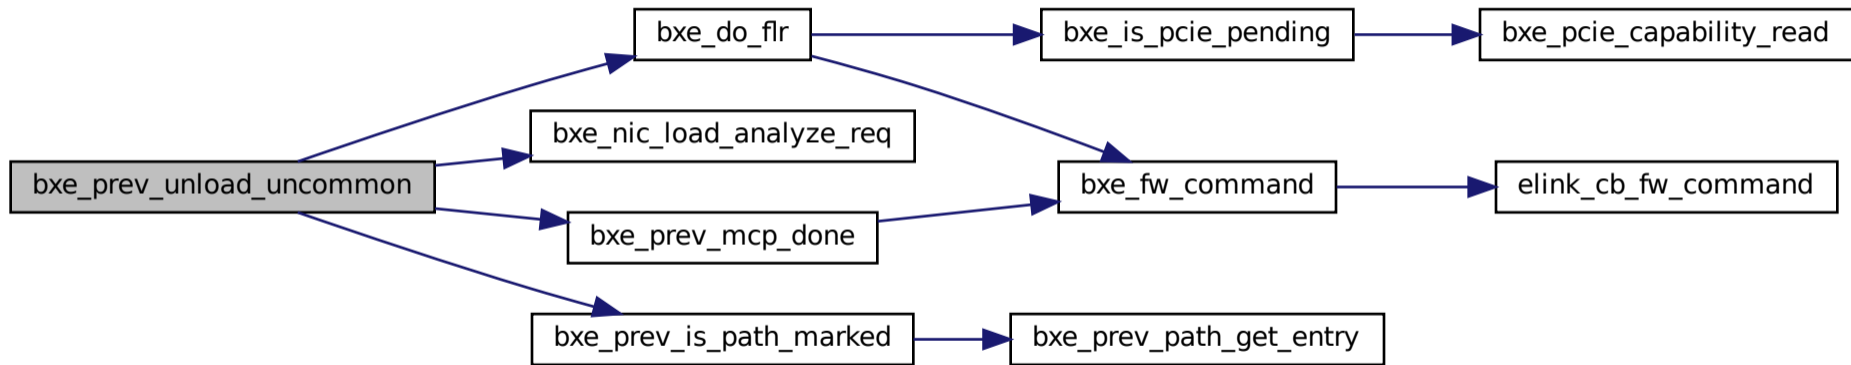 bxe_do_flr
bxe_is_pcie_pending
bxe_pcie_capability_read
bxe_nic_load_analyze_req
bxe_prev_unload_uncommon
bxe_fw_command
elink_cb_fw_command
bxe_prev_mcp_done
bxe_prev_is_path_marked
bxe_prev_path_get_entry